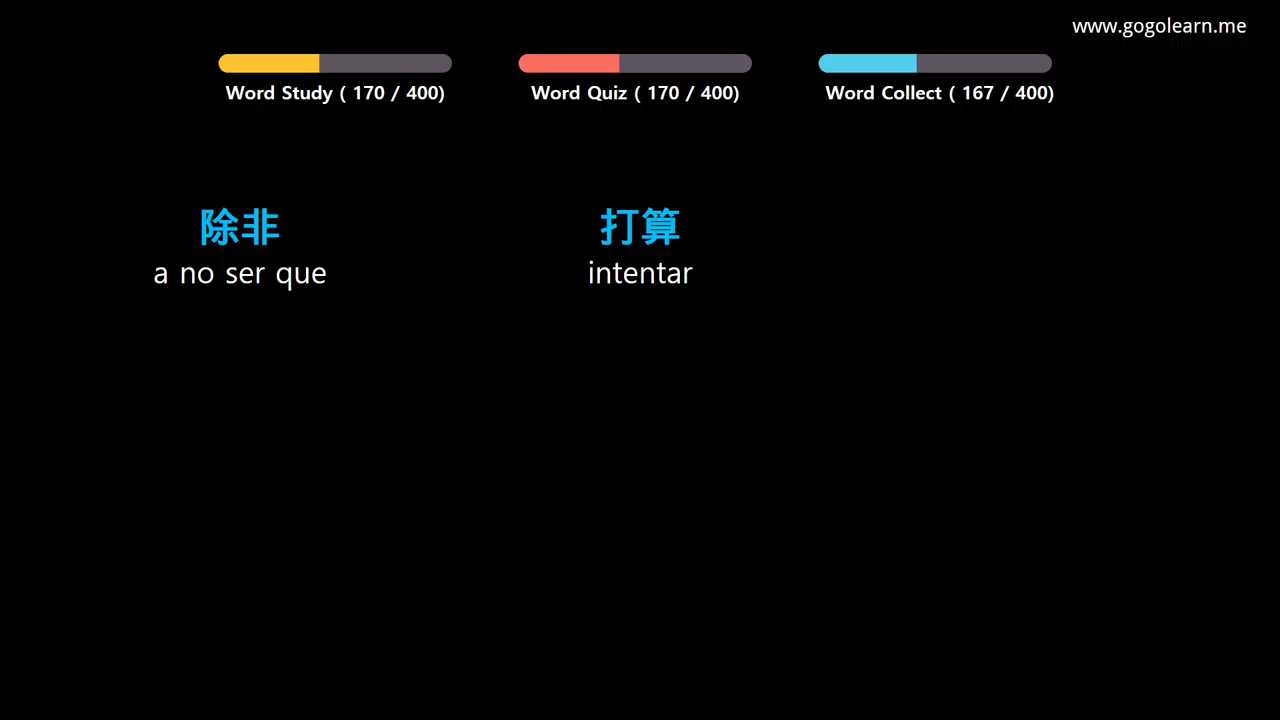 www.gogolearn.me
Word Study ( 170 / 400)
Word Quiz ( 170 / 400)
Word Collect ( 167 / 400)
除非
a no ser que
打算
intentar